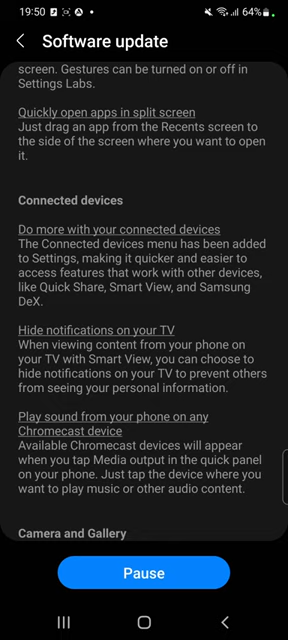 19:50
64%
Software update
screen. Gestures can be turned on or off in
Settings Labs.
Quickly open apps in split screen
Just drag an app from the Recents screen to
the side of the screen where you want to open
it.
Connected devices
Do more with your connected devices
The Connected devices menu has been added
to Settings, making it quicker and easier to
access features that work with other devices,
like Quick Share, Smart View, and Samsung
DeX.
Hide notifications on your TV
When viewing content from your phone on
your TV with Smart View, you can choose to
hide notifications on your TV to prevent others
from seeing your personal information.
Play sound from your phone on any
Chromecast device
Available Chromecast devices will appear
when you tap Media output in the quick panel
on your phone. Just tap the device where you
want to play music or other audio content.
Camera and Gallery
Pause